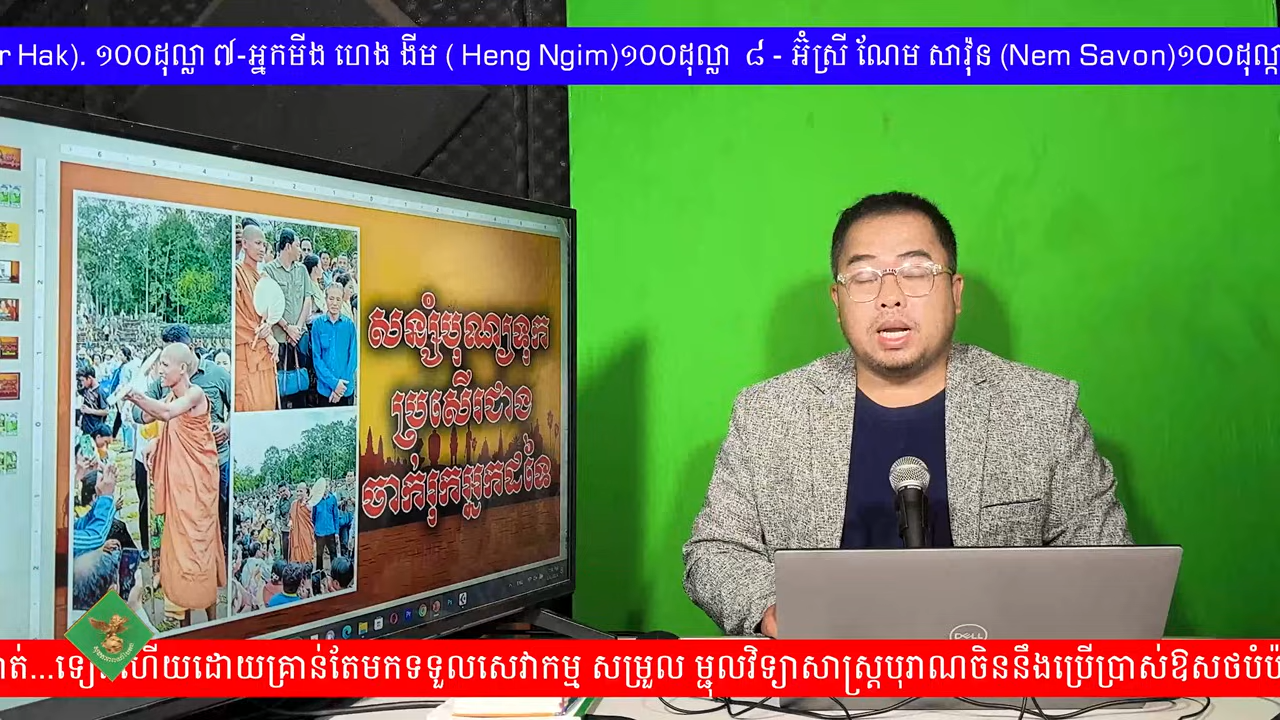 r Hak). ១០០ដុល្លា ៧-អ្នកមីង ហេង ងីម ( Heng Ngim)១០០ដុល្លា ៨ - អ៊ំស្រី ណែម សាវ៉ុន (Nem Savon)១០០ដុល្លា
សន្សំបុណ្យទុក
ប្រសើរជាង
ចាក់រុកអ្នកដទៃ
DELL
ាត់...ទៀត ហើយដោយគ្រាន់តែមកទទួលសេវាកម្ម សម្រួល ម្ជុលវិទ្យាសាស្ត្របុរាណចិននឹងប្រើប្រាស់ឱសថបំប៉